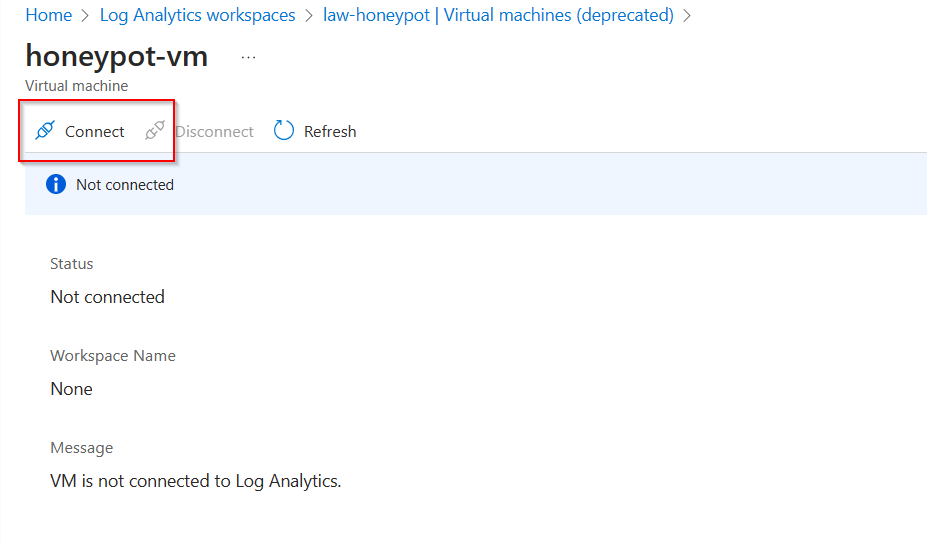 Home > Log Analytics workspaces > law-honeypot | Virtual machines (deprecated) >
honeypot-vm ...
Virtual machine
Connect Disconnect Refresh
Not connected
Status
Not connected
Workspace Name
None
Message
VM is not connected to Log Analytics.